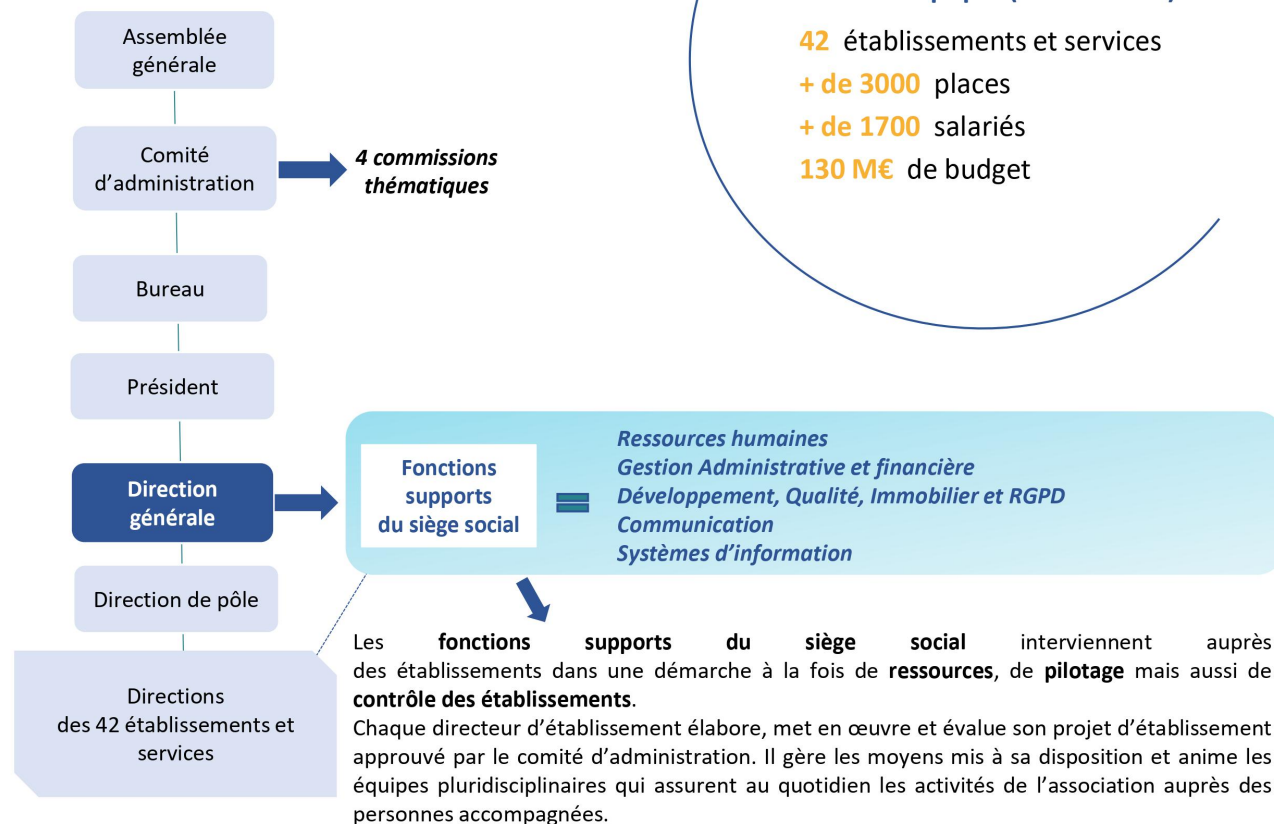 Assemblée
générale
Comité
d’administration
4 commissions
thématiques
Bureau
Président
Direction
générale
Direction de pôle
Directions
des 42 établissements et
services
42 établissements et services
+ de 3000 places
+ de 1700 salariés
130 M€ de budget
Fonctions
supports
du siège social
Ressources humaines
Gestion Administrative et financière
Développement, Qualité, Immobilier et RGPD
Communication
Systèmes d’information
Les fonctions supports du siège social interviennent auprès
des établissements dans une démarche à la fois de ressources, de pilotage mais aussi de
contrôle des établissements.
Chaque directeur d’établissement élabore, met en œuvre et évalue son projet d’établissement
approuvé par le comité d’administration. Il gère les moyens mis à sa disposition et anime les
équipes pluridisciplinaires qui assurent au quotidien les activités de l’association auprès des
personnes accompagnées.